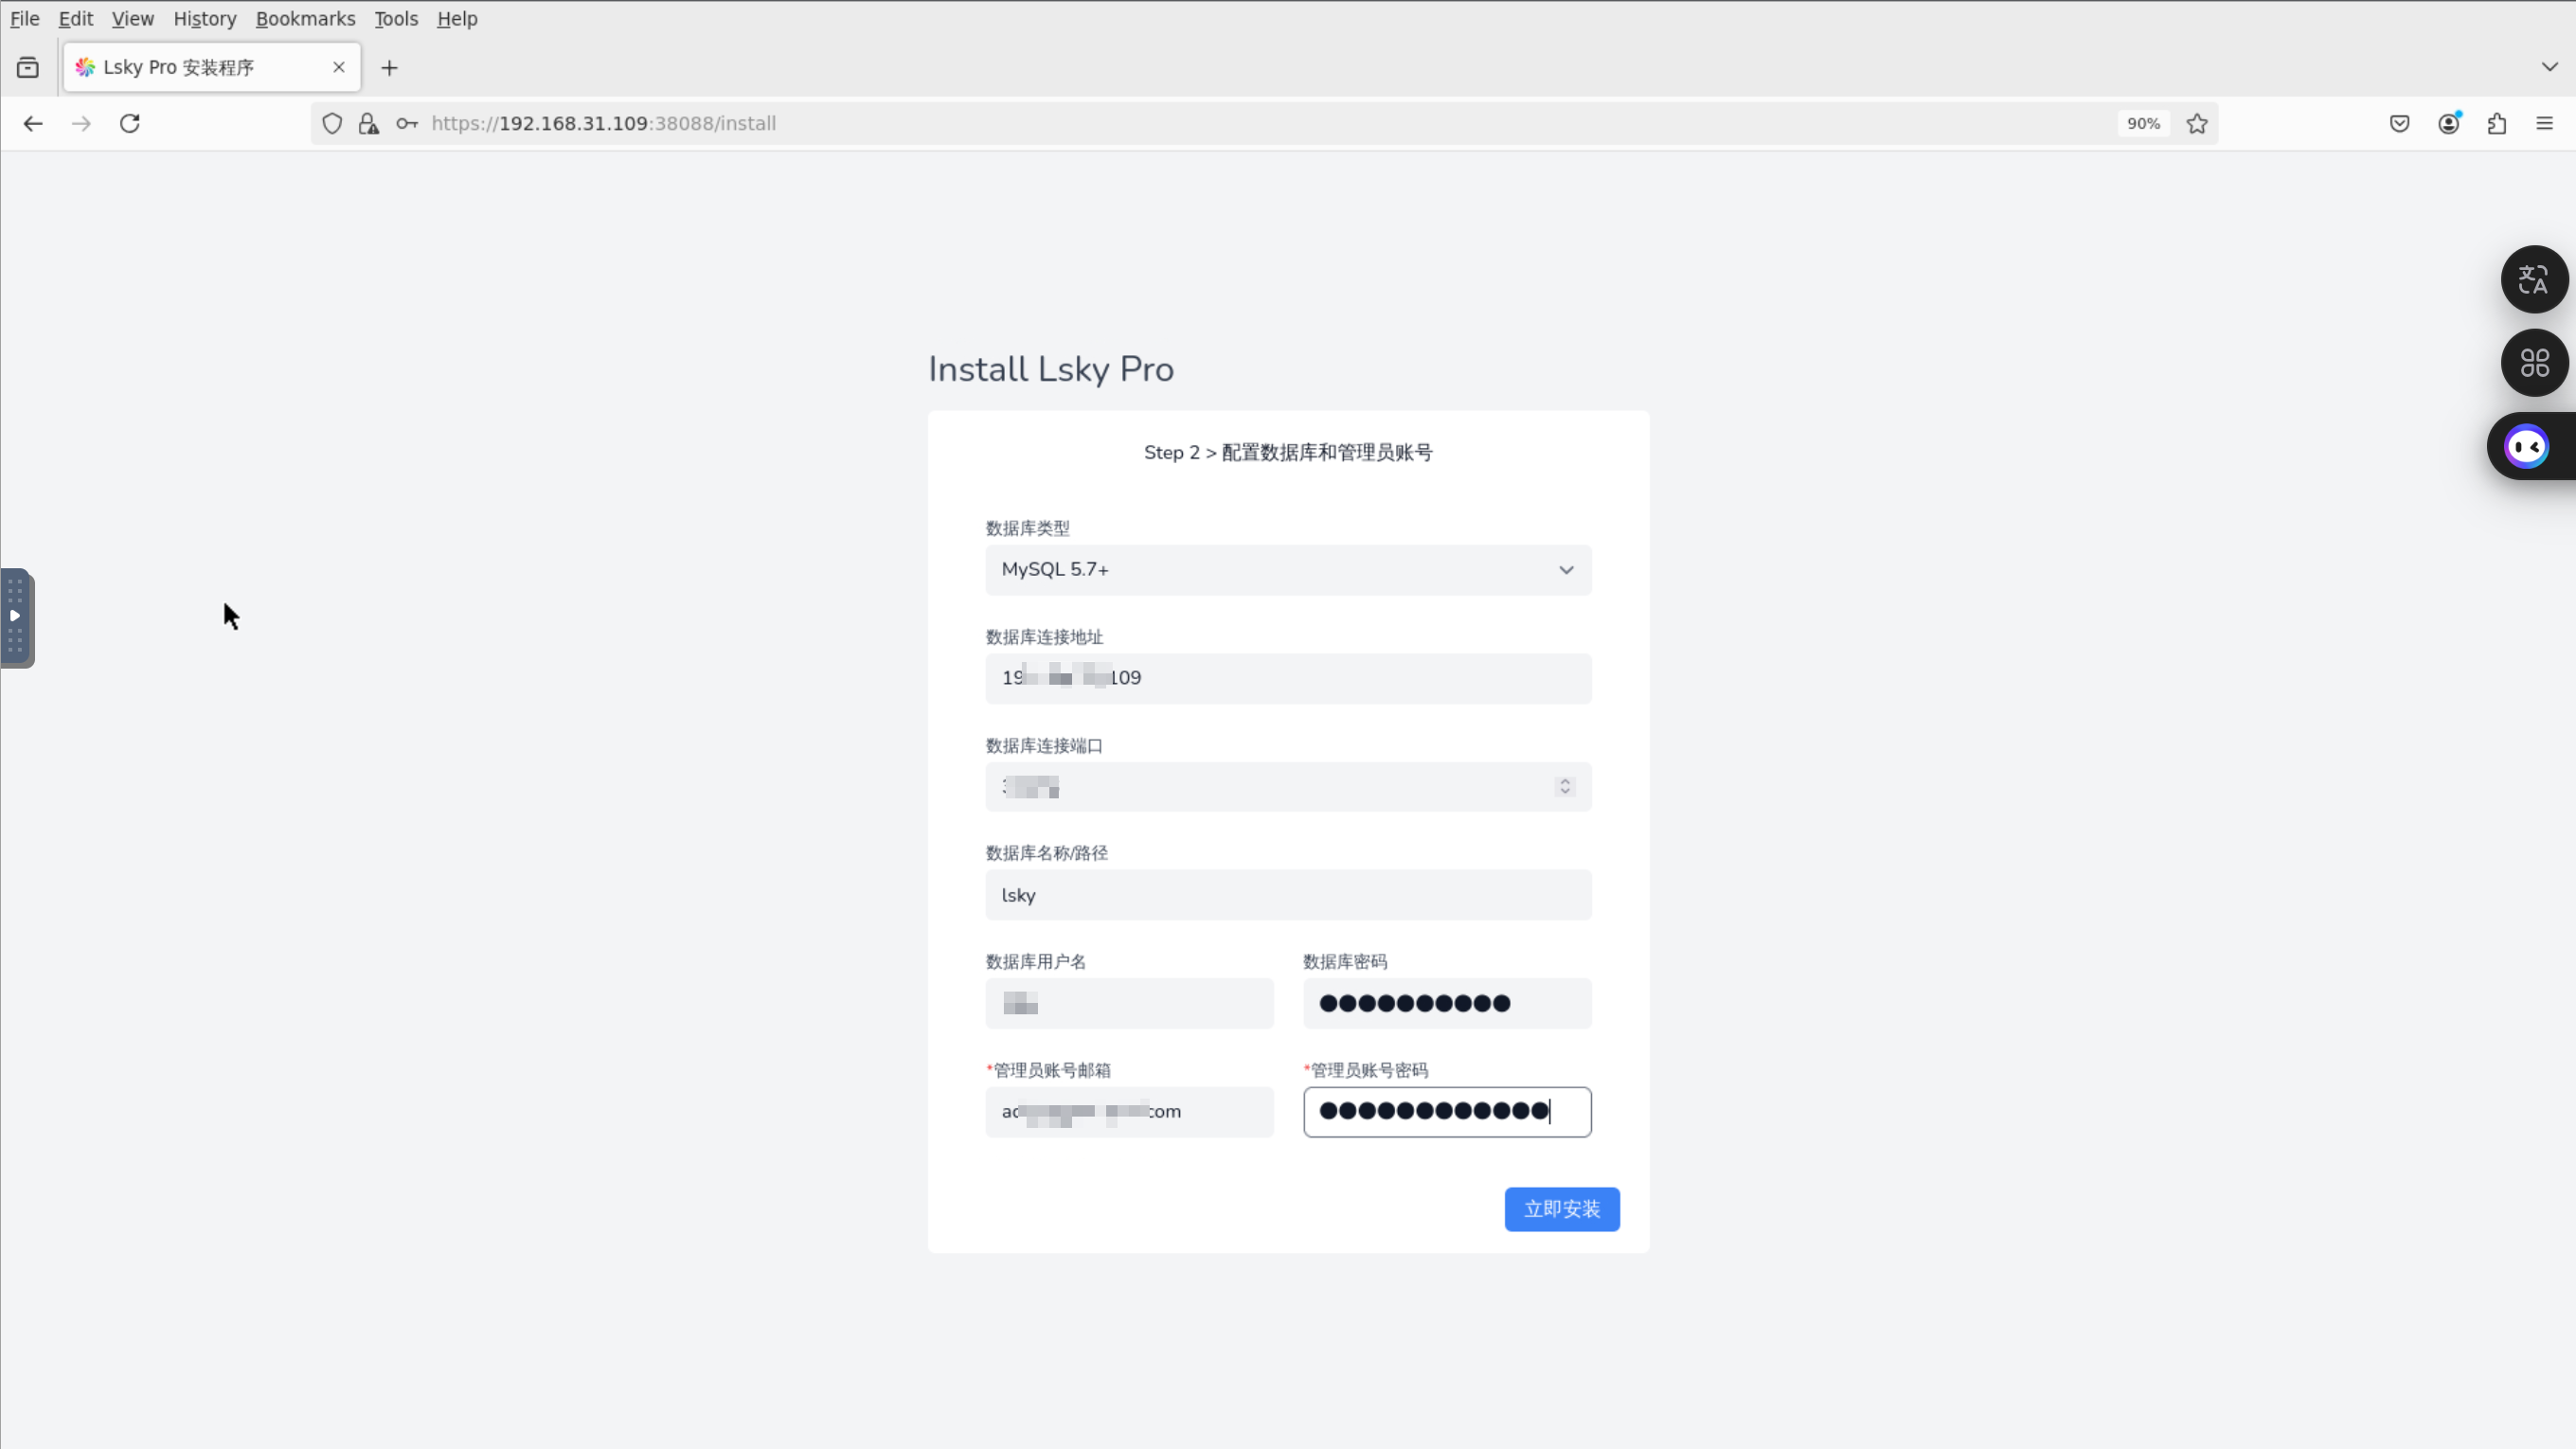 File Edit View History Bookmarks Tools Help
Lsky Pro 安装程序
https://192.168.31.109:38088/install
90%
Install Lsky Pro
Step 2 > 配置数据库和管理员账号
数据库类型
MySQL 5.7+
数据库连接地址
19 109
数据库连接端口
数据库名称/路径
lsky
数据库用户名 数据库密码
*管理员账号邮箱 *管理员账号密码
ad com
立即安装